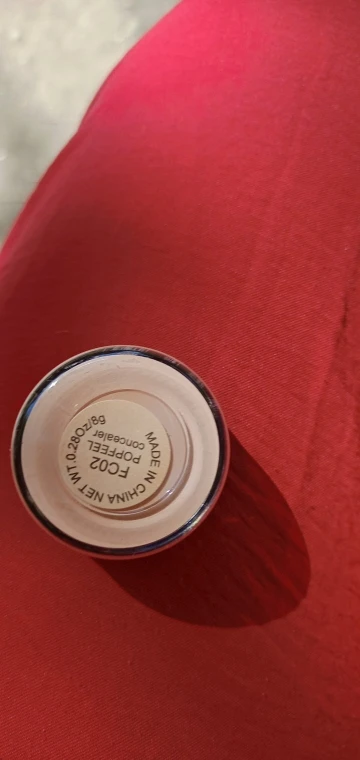 FC02
POPFEEL
concealer
MADE IN CHINA NET WT.0.28Oz/8g